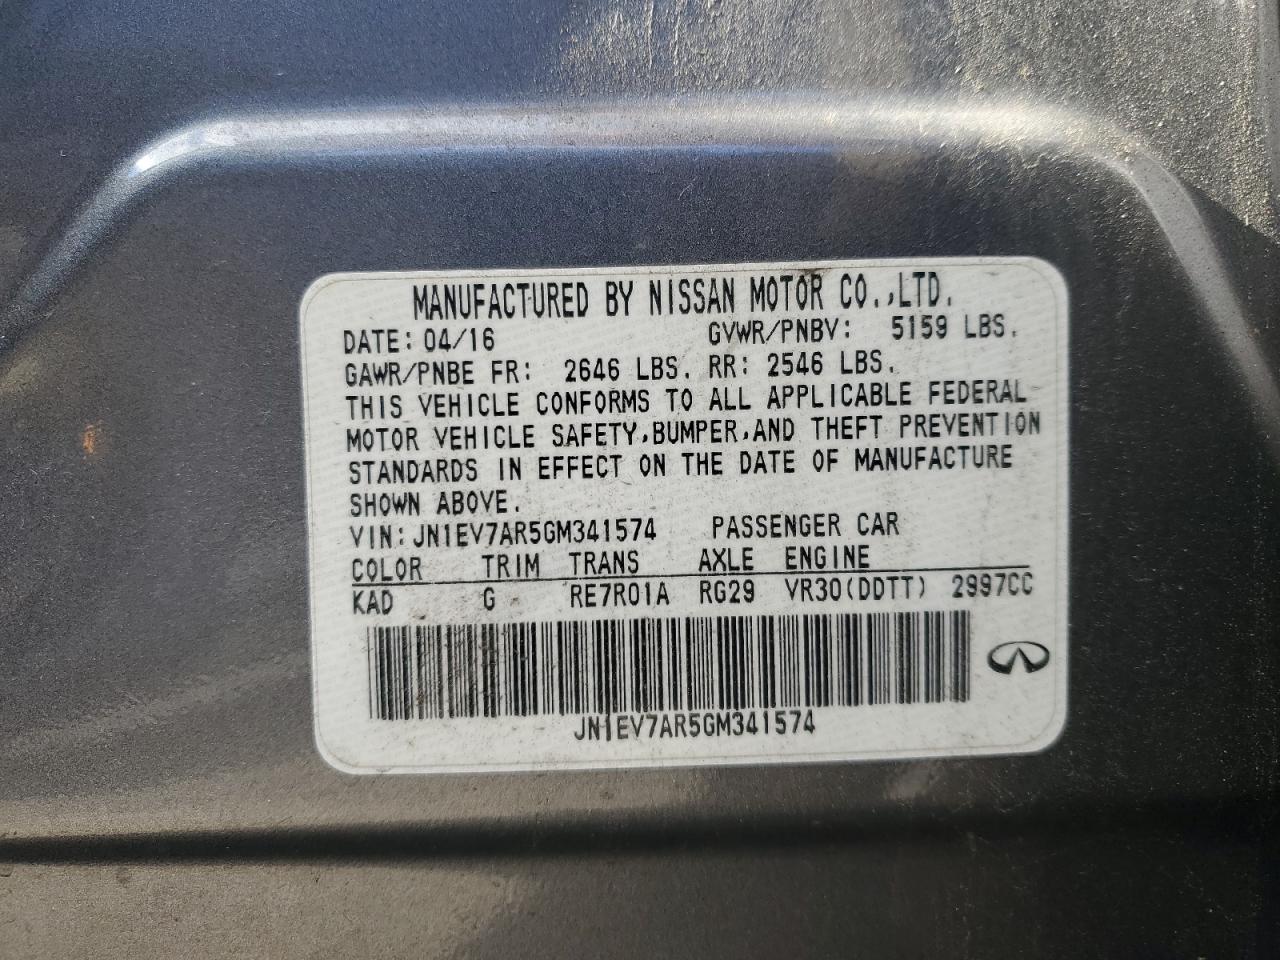 MANUFACTURED BY NISSAN MOTOR CO.,LTD.
DATE: 04/16 GVWR/PNBV: 5159 LBS.
GAWR/PNBE FR: 2646 LBS. RR: 2546 LBS.
THIS VEHICLE CONFORMS TO ALL APPLICABLE FEDERAL
MOTOR VEHICLE SAFETY,BUMPER,AND THEFT PREVENTION
STANDARDS IN EFFECT ON THE DATE OF MANUFACTURE
SHOWN ABOVE.
VIN:JN1EV7AR5GM341574 PASSENGER CAR
COLOR TRIM TRANS AXLE ENGINE
KAD G RE7R01A RG29 VR30(DDTT) 2997CC
JN1EV7AR5GM341574